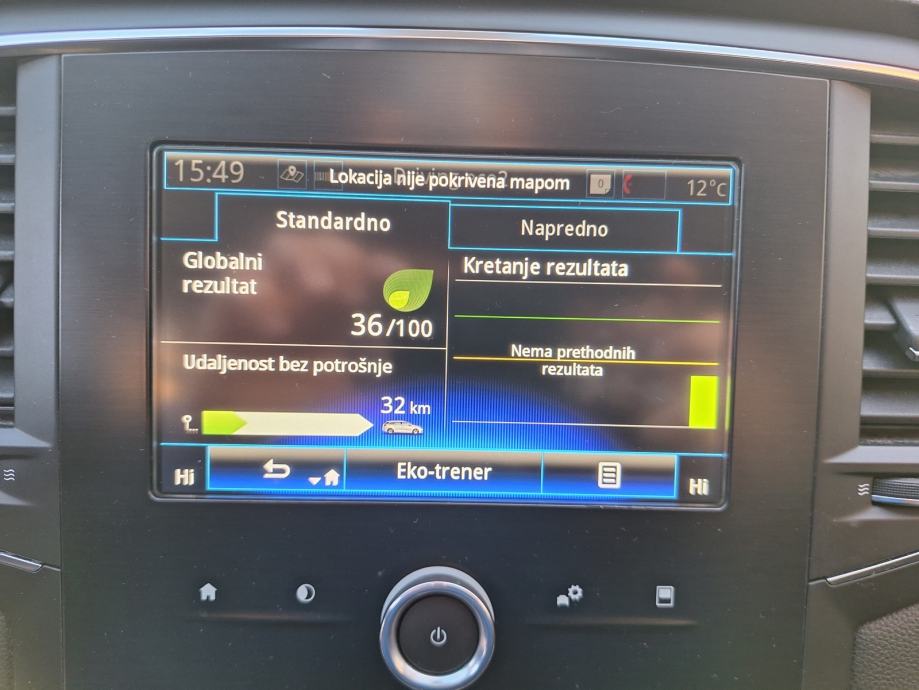 15:49
Lokacija nije pokrivena mapom
0
12°C
Standardno
Napredno
Globalni
rezultat
36/100
Kretanje rezultata
Nema prethodnih
rezultata
Udaljenost bez potrošnje
32 km
Hi
Eko-trener
Hi